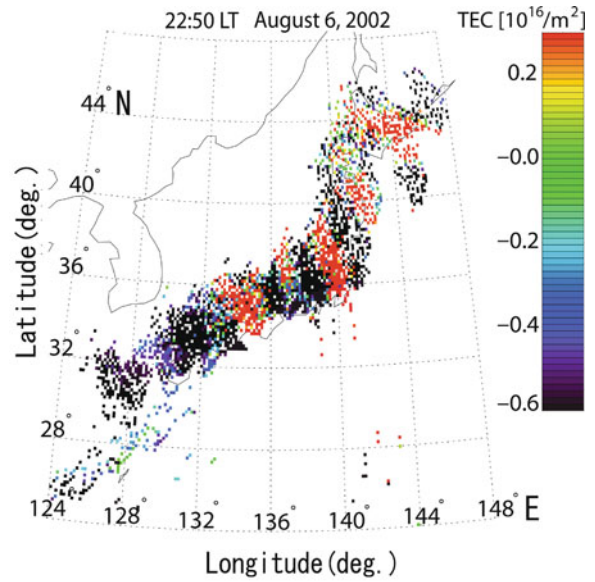 22:50 LT August 6, 2002
TEC [10^16/m^2]
0.2
-0.0
-0.2
-0.4
-0.6
44° N
40°
36°
32°
28°
Latitude(deg.)
124° 128° 132° 136° 140° 144° 148° E
Longitude(deg.)